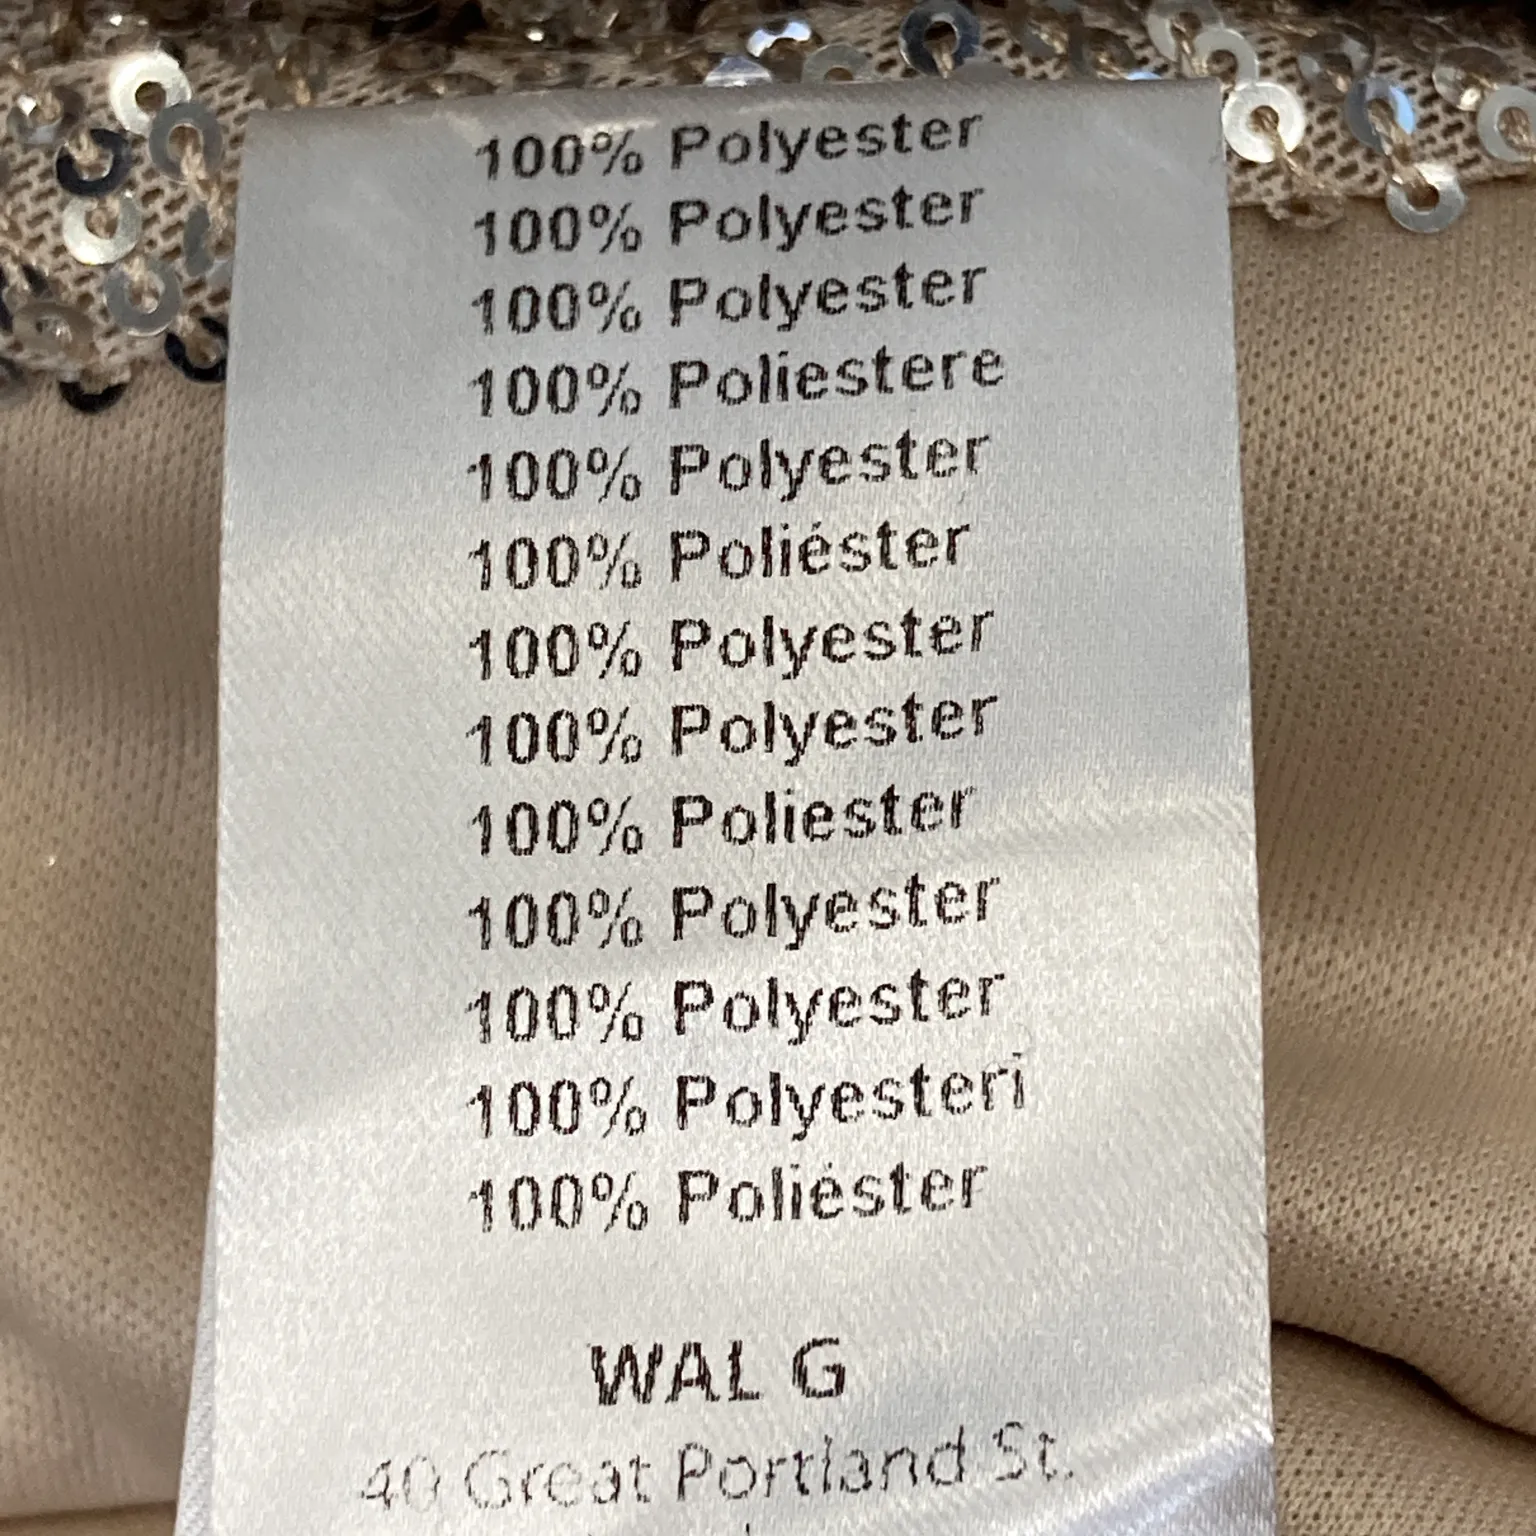 100% Polyester
100% Polyester
100% Polyester
100% Poliestere
100% Polyester
100% Poliéster
100% Polyester
100% Polyester
100% Poliester
100% Polyester
100% Polyester
100% Polyesteri
100% Poliéster
WAL G
40 Great Portland St.